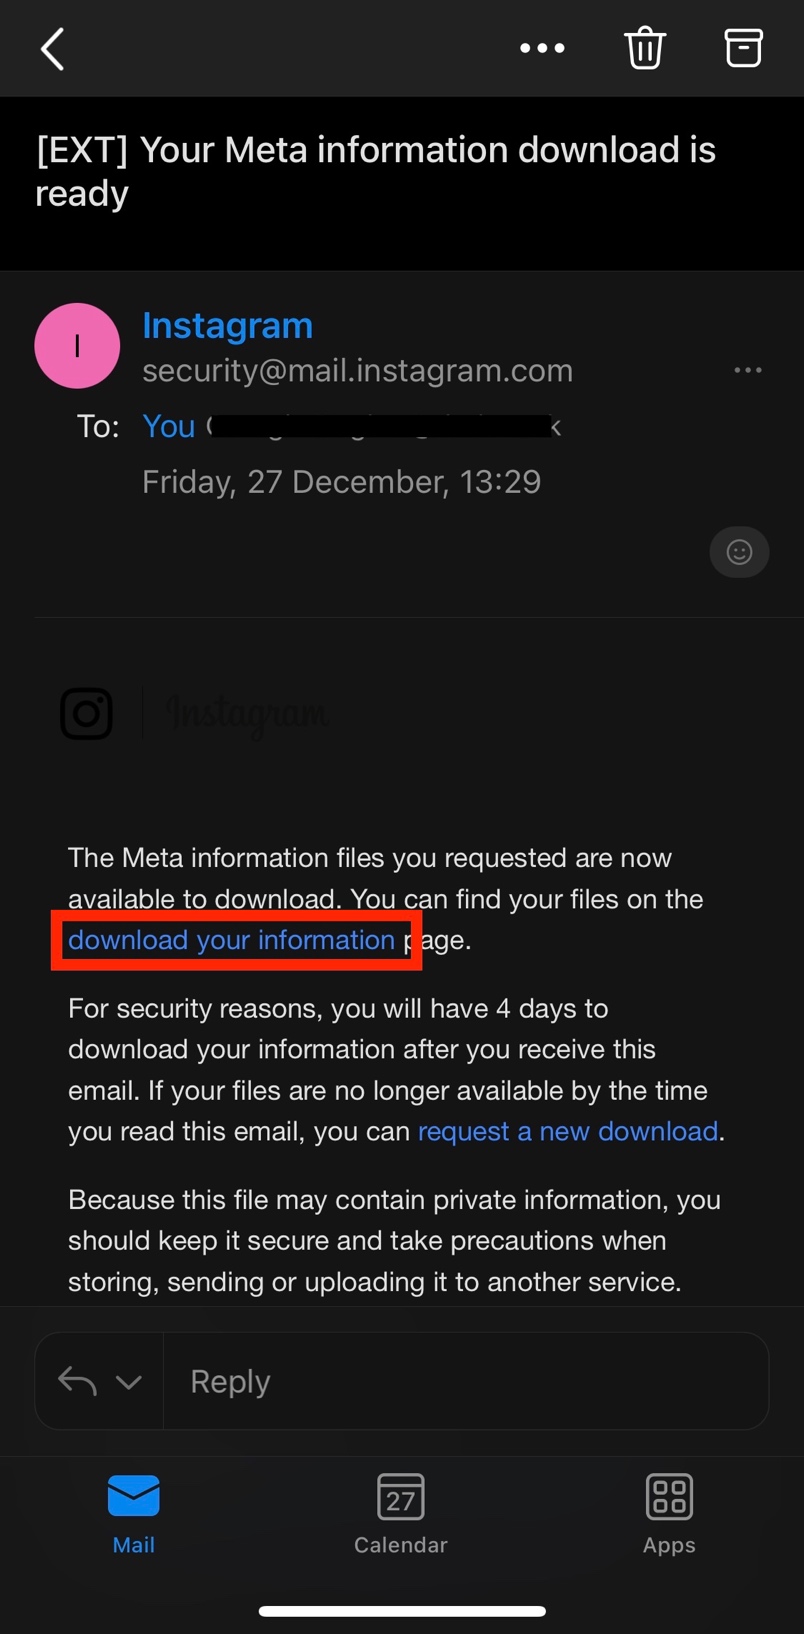 [EXT] Your Meta information download is
ready
I
Instagram
security@mail.instagram.com
To: You
Friday, 27 December, 13:29
Instagram
The Meta information files you requested are now
available to download. You can find your files on the
download your information page.
For security reasons, you will have 4 days to
download your information after you receive this
email. If your files are no longer available by the time
you read this email, you can request a new download.
Because this file may contain private information, you
should keep it secure and take precautions when
storing, sending or uploading it to another service.
Reply
27
Mail Calendar Apps